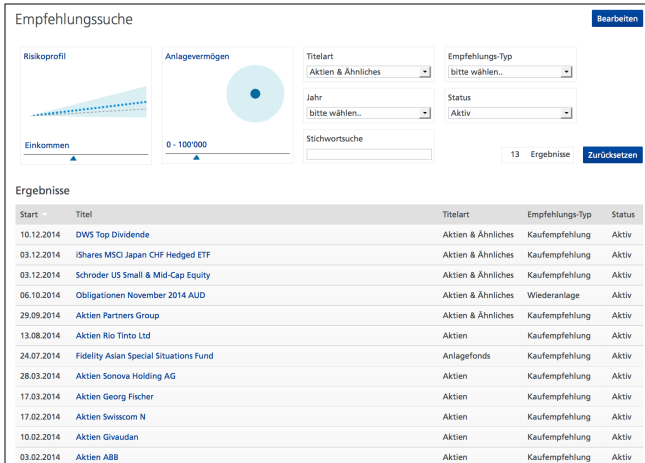 Empfehlungssuche
Bearbeiten
Risikoprofil
Anlagevermögen
Titelart
Empfehlungs-Typ
Aktien & Ähnliches
bitte wählen..
Jahr
Status
bitte wählen..
Aktiv
Stichwortsuche
Einkommen
0 - 100'000
13 Ergebnisse
Zurücksetzen
Ergebnisse
Start Titel Titelart Empfehlungs-Typ Status
10.12.2014 DWS Top Dividende Aktien & Ähnliches Kaufempfehlung Aktiv
03.12.2014 iShares MSCI Japan CHF Hedged ETF Aktien & Ähnliches Kaufempfehlung Aktiv
03.12.2014 Schroder US Small & Mid-Cap Equity Aktien & Ähnliches Kaufempfehlung Aktiv
06.10.2014 Obligationen November 2014 AUD Aktien & Ähnliches Wiederanlage Aktiv
29.09.2014 Aktien Partners Group Aktien & Ähnliches Kaufempfehlung Aktiv
13.08.2014 Aktien Rio Tinto Ltd Aktien Kaufempfehlung Aktiv
24.07.2014 Fidelity Asian Special Situations Fund Anlagefonds Kaufempfehlung Aktiv
28.03.2014 Aktien Sonova Holding AG Aktien Kaufempfehlung Aktiv
17.03.2014 Aktien Georg Fischer Aktien Kaufempfehlung Aktiv
17.02.2014 Aktien Swisscom N Aktien Kaufempfehlung Aktiv
10.02.2014 Aktien Givaudan Aktien Kaufempfehlung Aktiv
03.02.2014 Aktien ABB Aktien Kaufempfehlung Aktiv